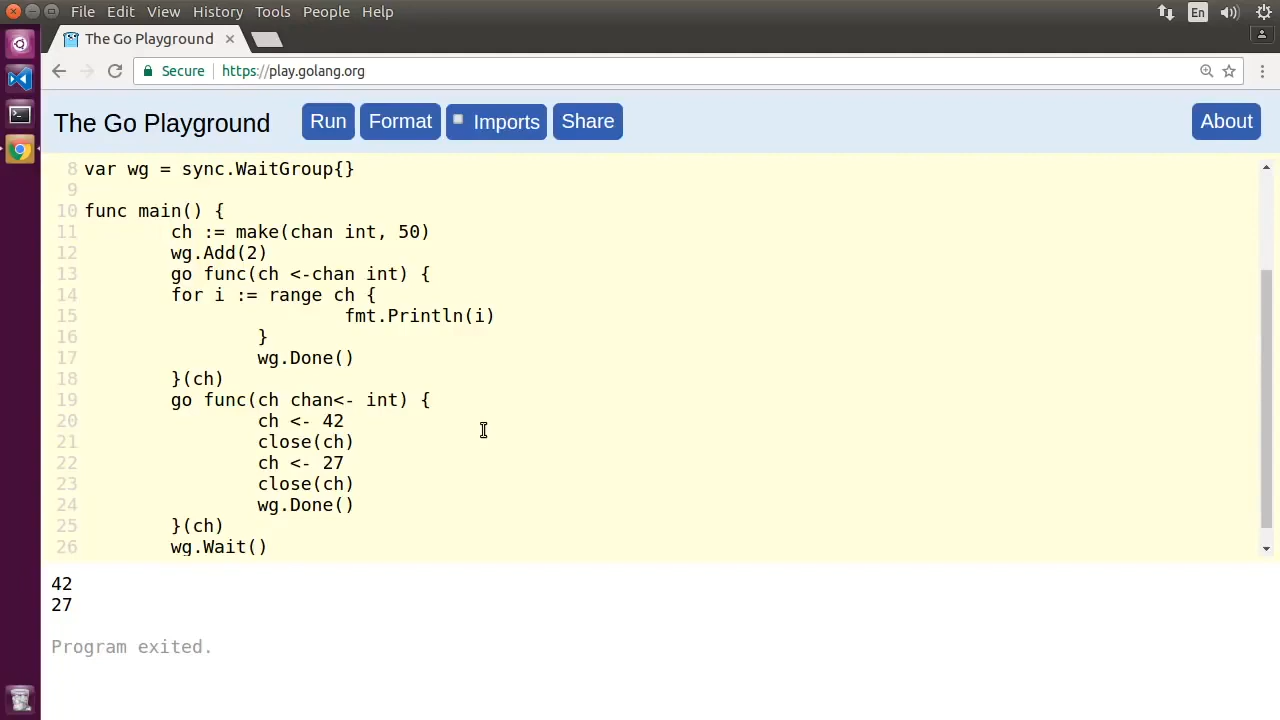 File Edit View History Tools People Help
En
The Go Playground
Secure https://play.golang.org
The Go Playground Run Format Imports Share About
8 var wg = sync.WaitGroup{}
9
10 func main() {
11 ch := make(chan int, 50)
12 wg.Add(2)
13 go func(ch <-chan int) {
14 for i := range ch {
15 fmt.Println(i)
16 }
17 wg.Done()
18 }(ch)
19 go func(ch chan<- int) {
20 ch <- 42
21 close(ch)
22 ch <- 27
23 close(ch)
24 wg.Done()
25 }(ch)
26 wg.Wait()
42
27
Program exited.